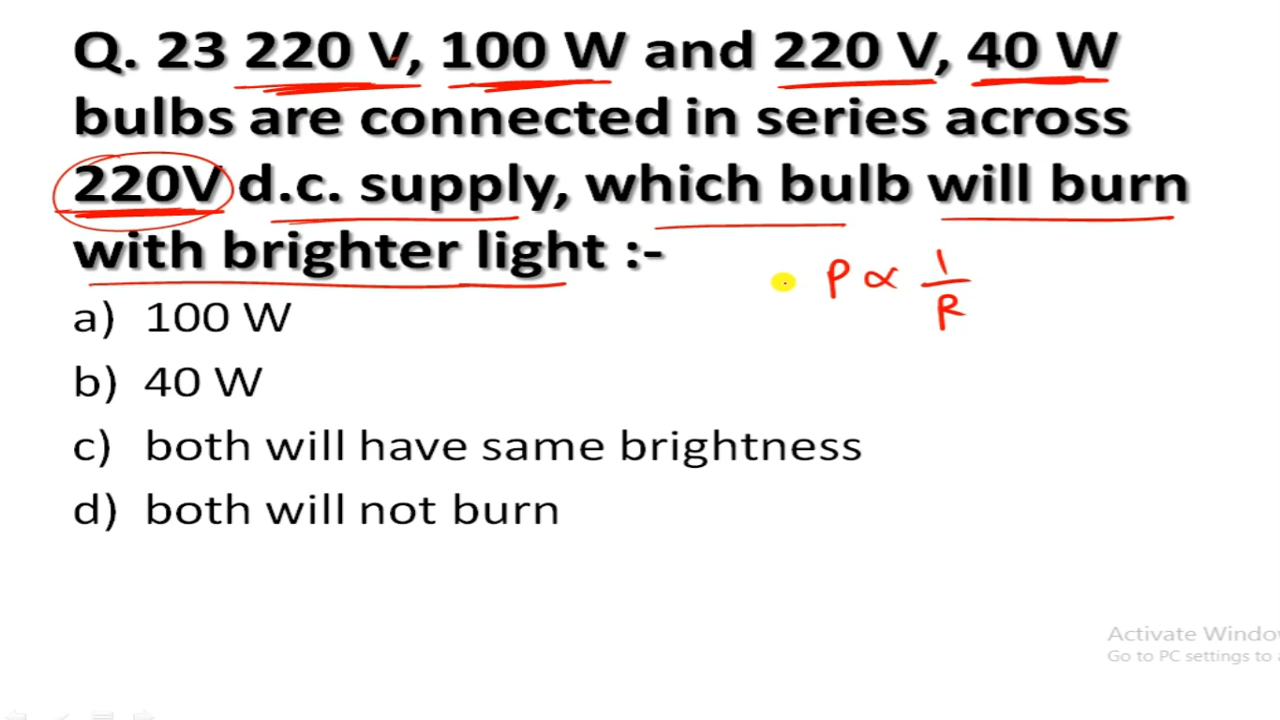 Q. 23 220 V, 100 W and 220 V, 40 W
bulbs are connected in series across
220V d.c. supply, which bulb will burn
with brighter light :-
P ∝ 1/R
a) 100 W
b) 40 W
c) both will have same brightness
d) both will not burn
Activate Windo
Go to PC settings to a